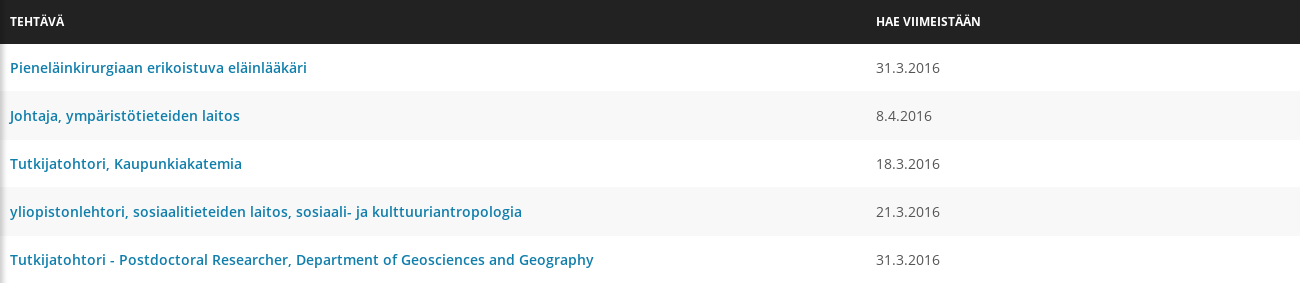 TEHTÄVÄ HAE VIIMEISTÄÄN
Pieneläinkirurgiaan erikoistuva eläinlääkäri 31.3.2016
Johtaja, ympäristötieteiden laitos 8.4.2016
Tutkijatohtori, Kaupunkiakatemia 18.3.2016
yliopistonlehtori, sosiaalitieteiden laitos, sosiaali- ja kulttuuriantropologia 21.3.2016
Tutkijatohtori - Postdoctoral Researcher, Department of Geosciences and Geography 31.3.2016